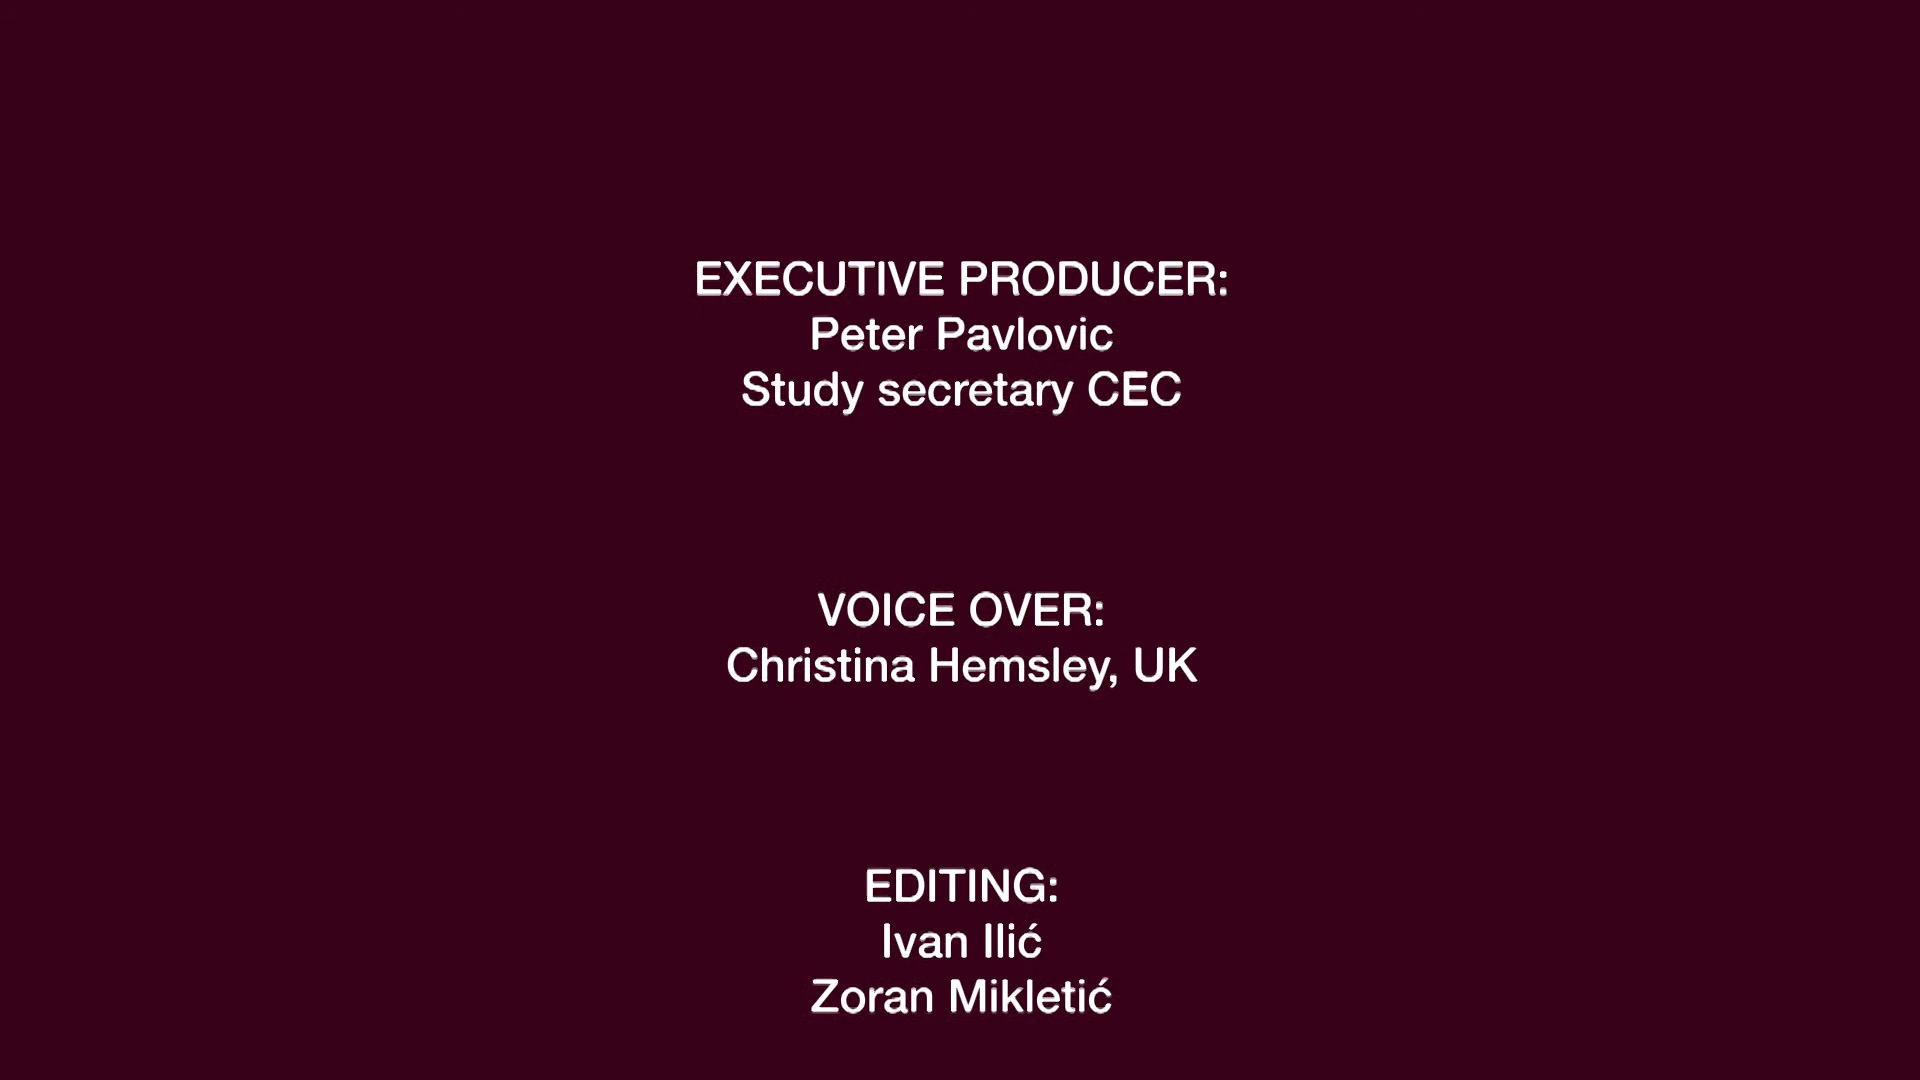 EXECUTIVE PRODUCER:
Peter Pavlovic
Study secretary CEC
VOICE OVER:
Christina Hemsley, UK
EDITING:
Ivan Ilić
Zoran Mikletić